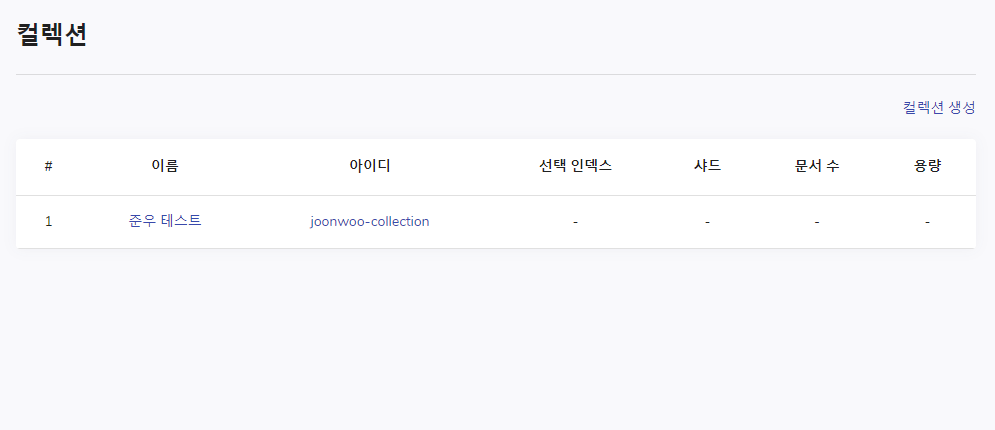 컬렉션
컬렉션 생성
# 이름 아이디 선택 인덱스 샤드 문서 수 용량
1 준우 테스트 joonwoo-collection - - - -